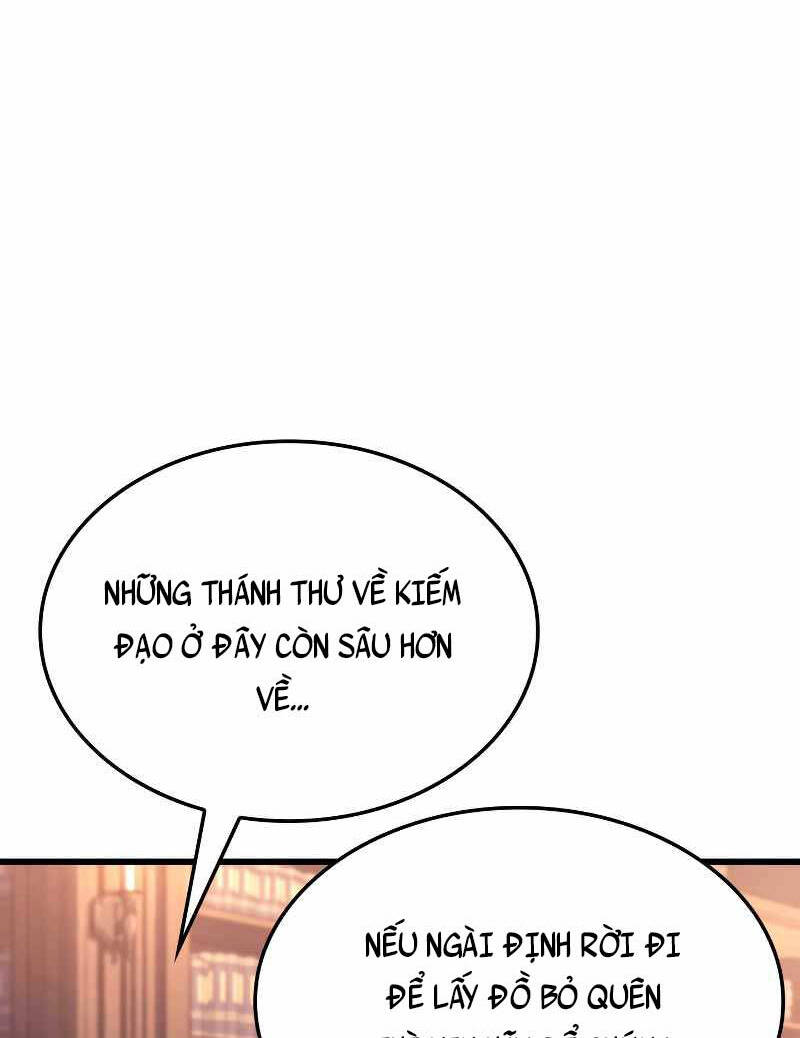 NHỮNG THÁNH THƯ VỀ KIẾM
ĐẠO Ở ĐÂY CÒN SÂU HƠN
VỀ...
NẾU NGÀI ĐỊNH RỜI ĐI
ĐỂ LẤY ĐỒ BỎ QUÊN